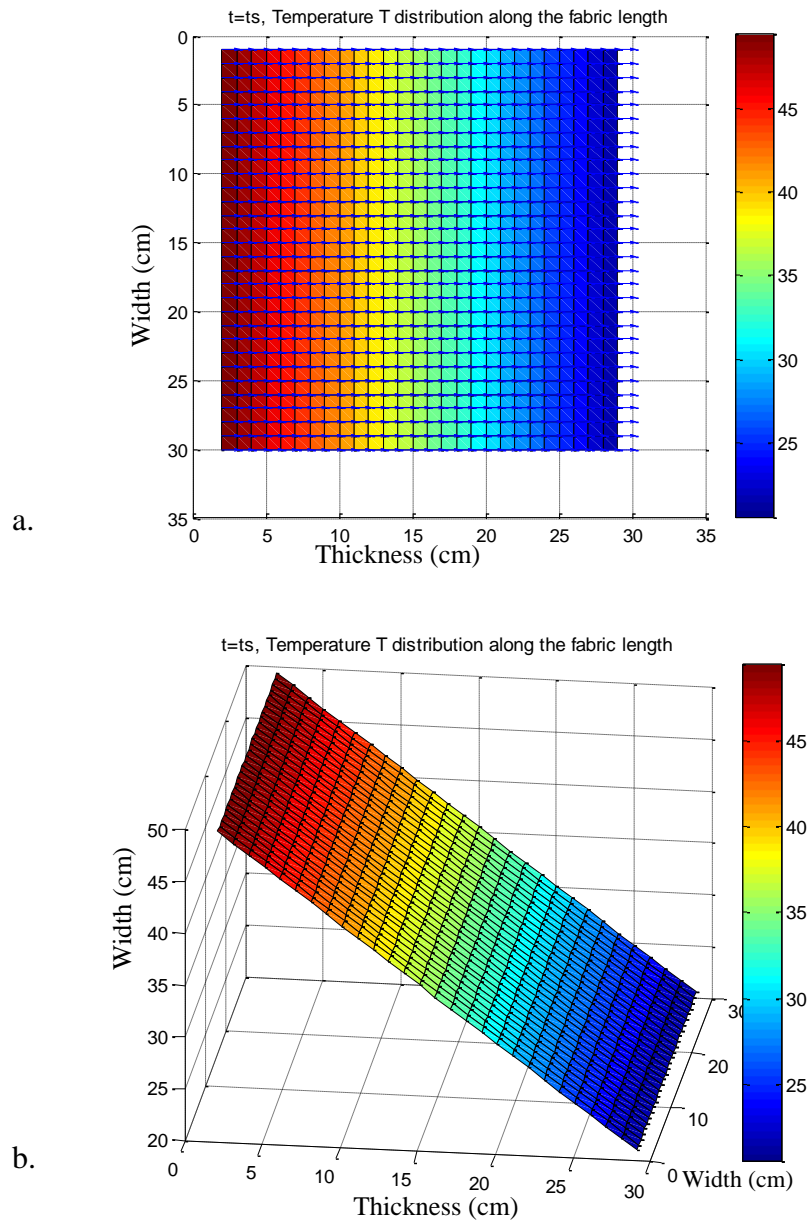 t=ts, Temperature T distribution along the fabric length
0
5
10
15
20
25
30
35
Width (cm)
0 5 10 15 20 25 30 35
Thickness (cm)
45
40
35
30
25
a.
t=ts, Temperature T distribution along the fabric length
50
45
40
35
30
25
20
Width (cm)
0 5 10 15 20 25 30
Thickness (cm)
0
10
20
30
Width (cm)
45
40
35
30
25
b.